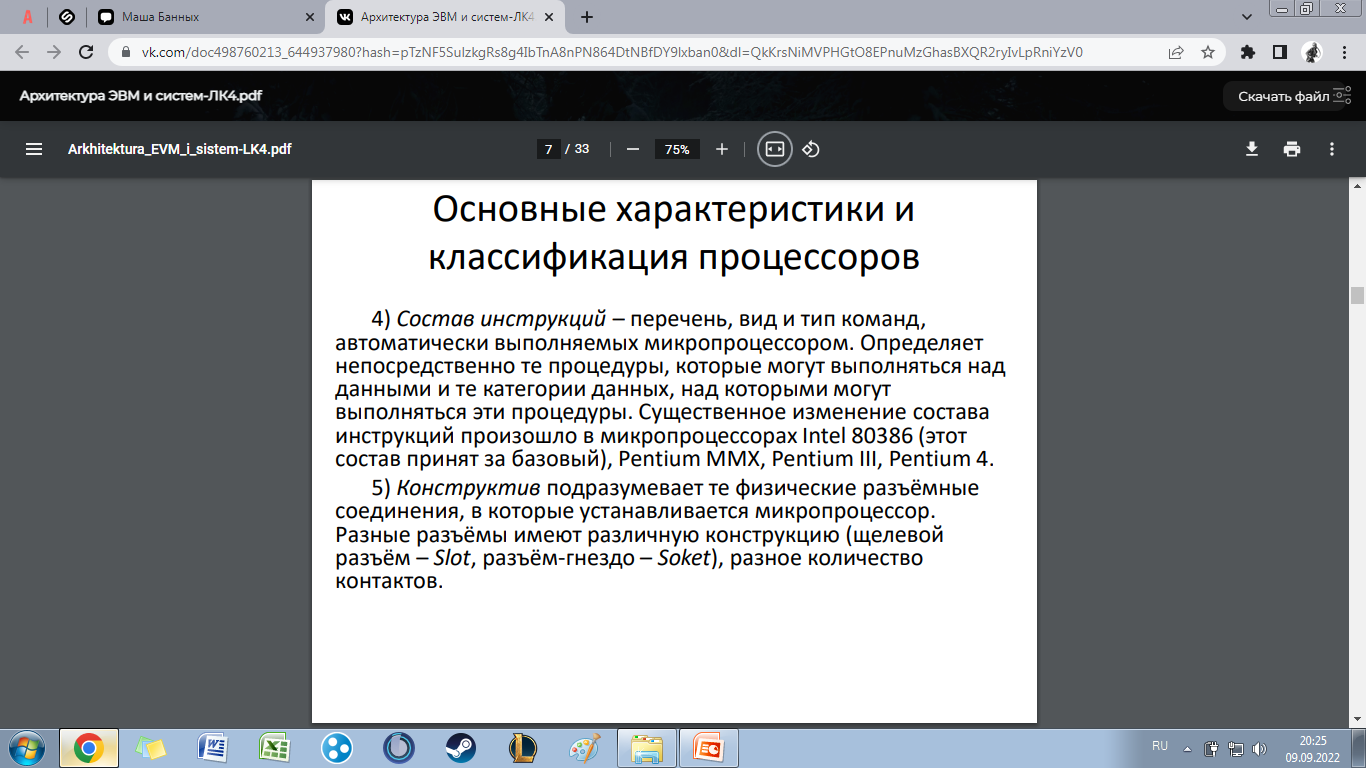 Маша Банных
Архитектура ЭВМ и систем-ЛК4
vk.com/doc498760213_644937980?hash=pTzNF5SulzkgRs8g4IbTnA8nPN864DtNBfDY9lxban0&dl=QkKrsNiMVPHGtO8EPnuMzGhasBXQR2ryIvLpRniYzV0
Архитектура ЭВМ и систем-ЛК4.pdf
Скачать файл
Arkhitektura_EVM_i_sistem-LK4.pdf
7 / 33
75%
Основные характеристики и
классификация процессоров
4) Состав инструкций – перечень, вид и тип команд,
автоматически выполняемых микропроцессором. Определяет
непосредственно те процедуры, которые могут выполняться над
данными и те категории данных, над которыми могут
выполняться эти процедуры. Существенное изменение состава
инструкций произошло в микропроцессорах Intel 80386 (этот
состав принят за базовый), Pentium MMX, Pentium III, Pentium 4.
5) Конструктив подразумевает те физические разъёмные
соединения, в которые устанавливается микропроцессор.
Разные разъёмы имеют различную конструкцию (щелевой
разъём – Slot, разъём-гнездо – Soket), разное количество
контактов.
RU
20:25
09.09.2022